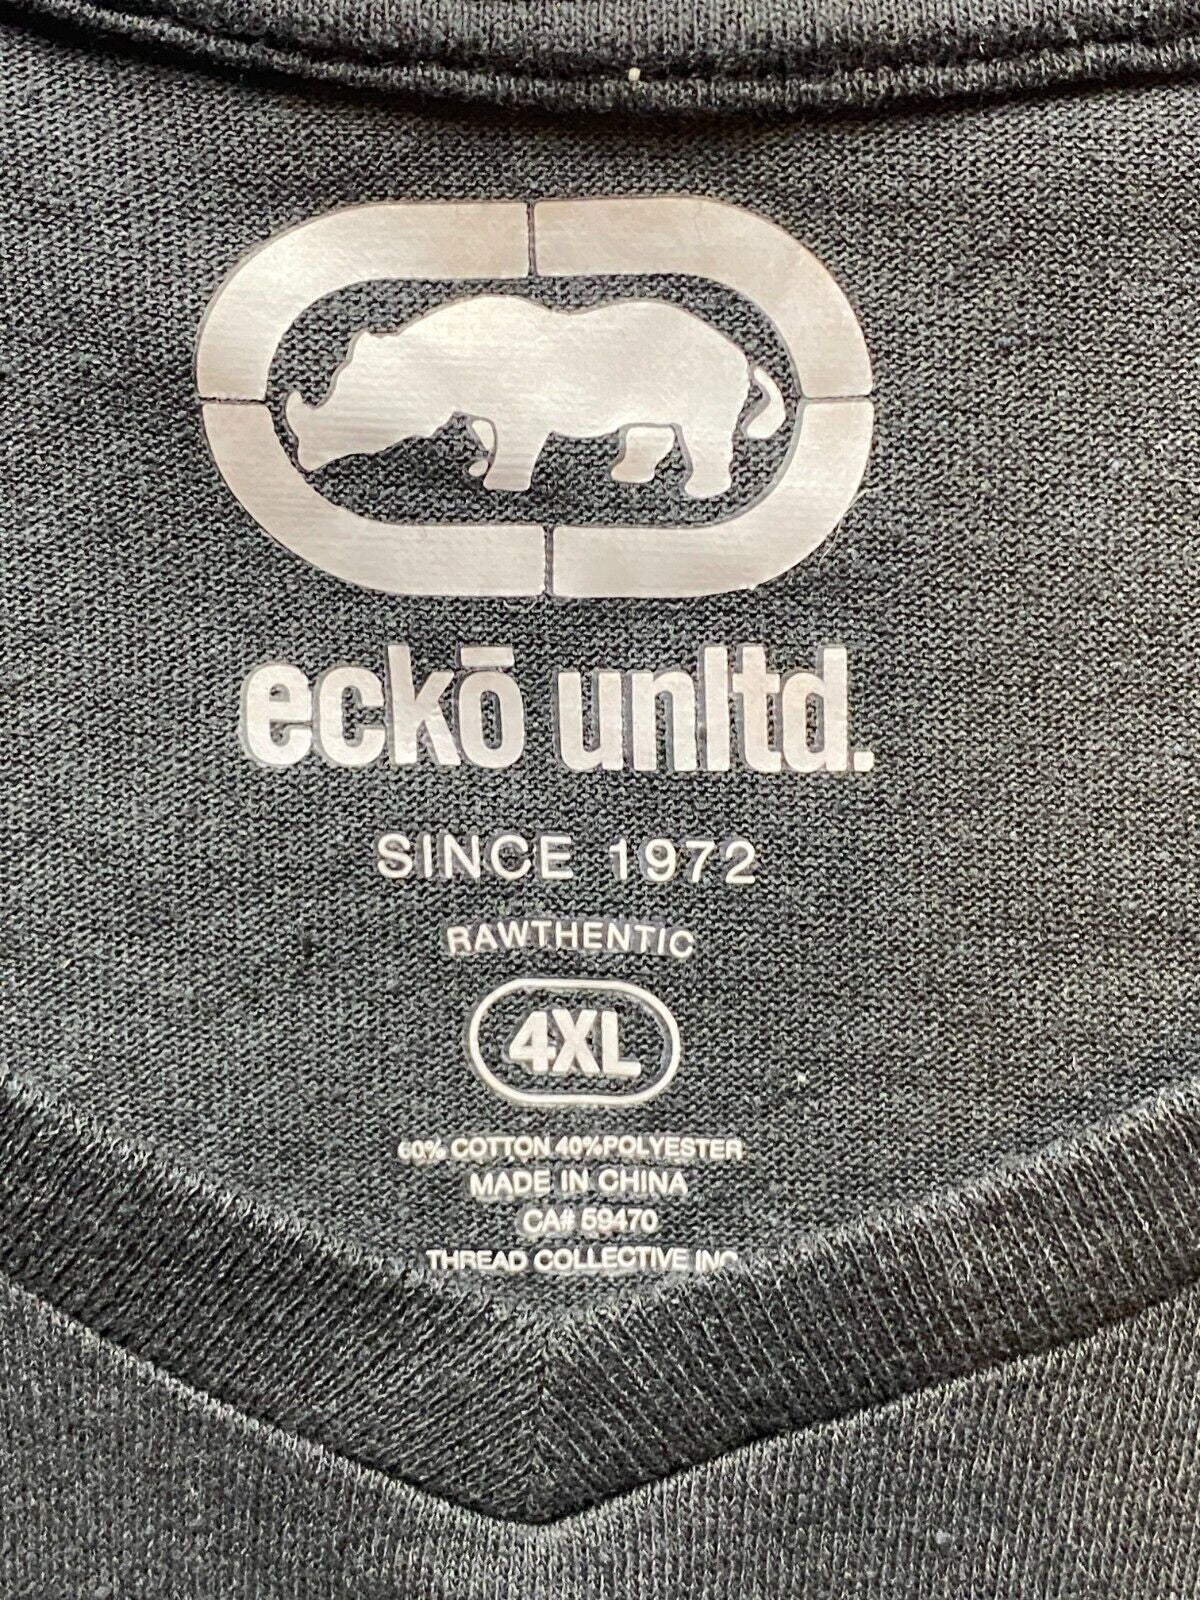 eckō unltd.
SINCE 1972
RAWTHENTIC
4XL
60% COTTON 40%POLYESTER
MADE IN CHINA
CA# 59470
THREAD COLLECTIVE INC